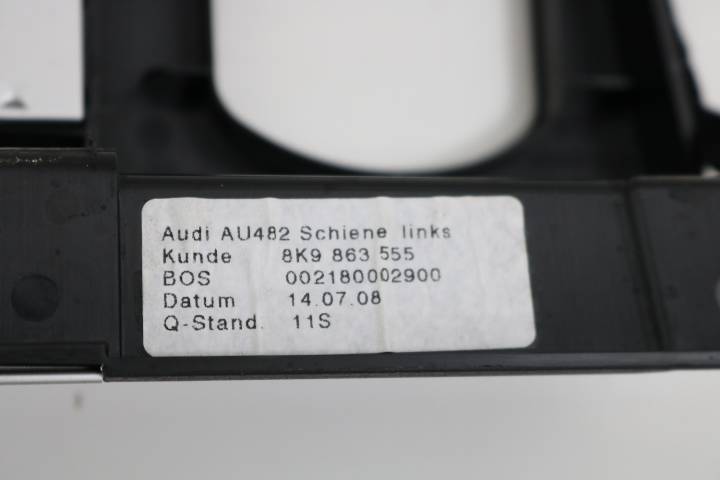 Audi AU482 Schiene links
Kunde 8K9 863 555
BOS 002180002900
Datum 14.07.08
Q-Stand. 11S